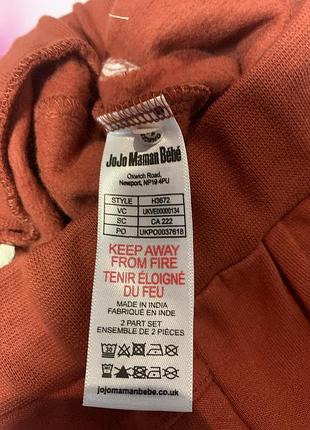 JoJo Maman Bébé
Oxwich Road,
Newport, NP19 4PU
STYLE H3672
VC UKVE00000134
SC CA 222
PO UKPO0037618
KEEP AWAY
FROM FIRE
TENIR ÉLOIGNÉ
DU FEU
MADE IN INDIA
FABRIQUÉ EN INDE
2 PART SET
ENSEMBLE DE 2 PIÈCES
jojomamanbebe.co.uk